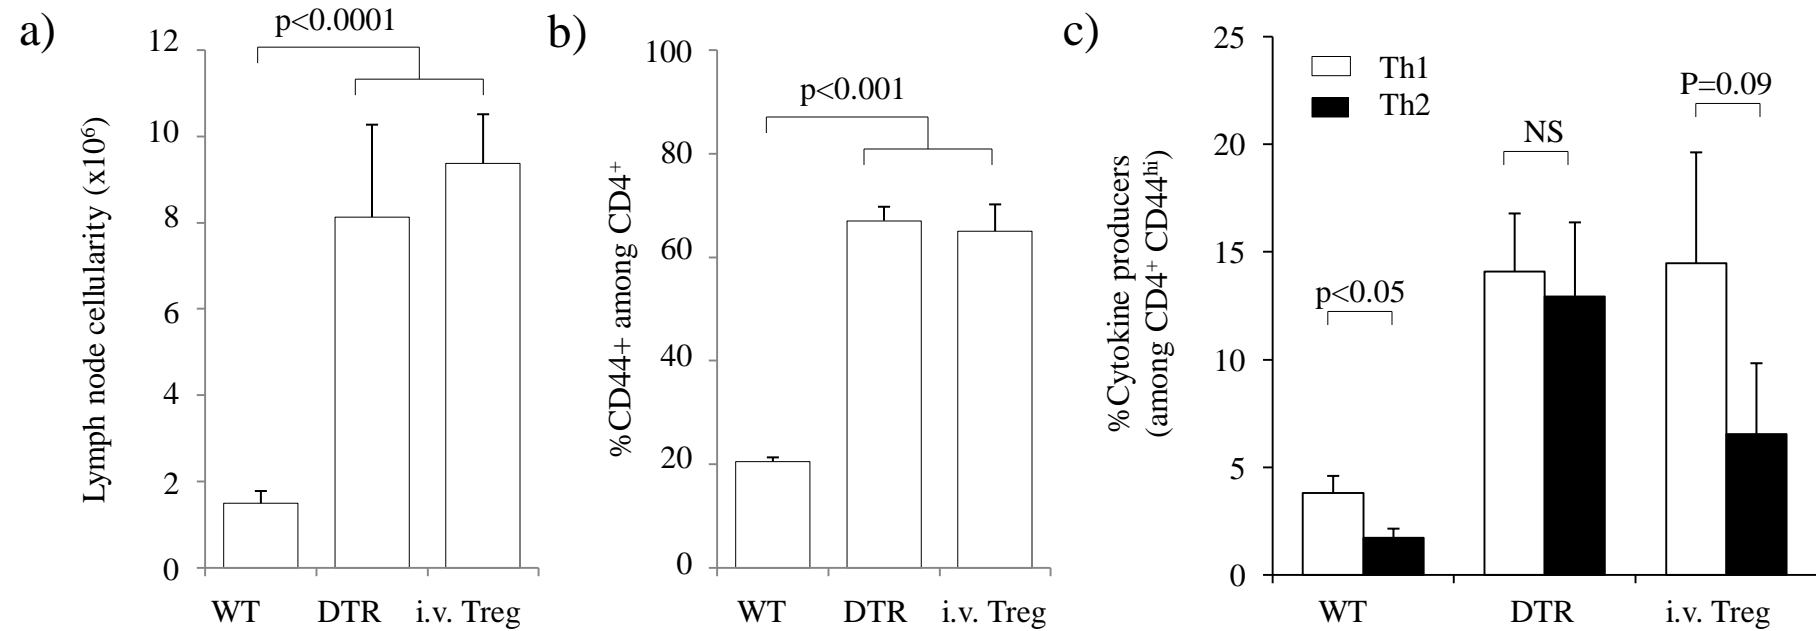 a)
p<0.0001
Lymph node cellularity (x10⁶)
12
10
8
6
4
2
0
WT DTR i.v. Treg
b)
p<0.001
%CD44+ among CD4⁺
100
80
60
40
20
0
WT DTR i.v. Treg
c)
%Cytokine producers
(among CD4⁺ CD44ʰⁱ)
25
20
15
10
5
0
Th1
Th2
p<0.05
NS
P=0.09
WT DTR i.v. Treg